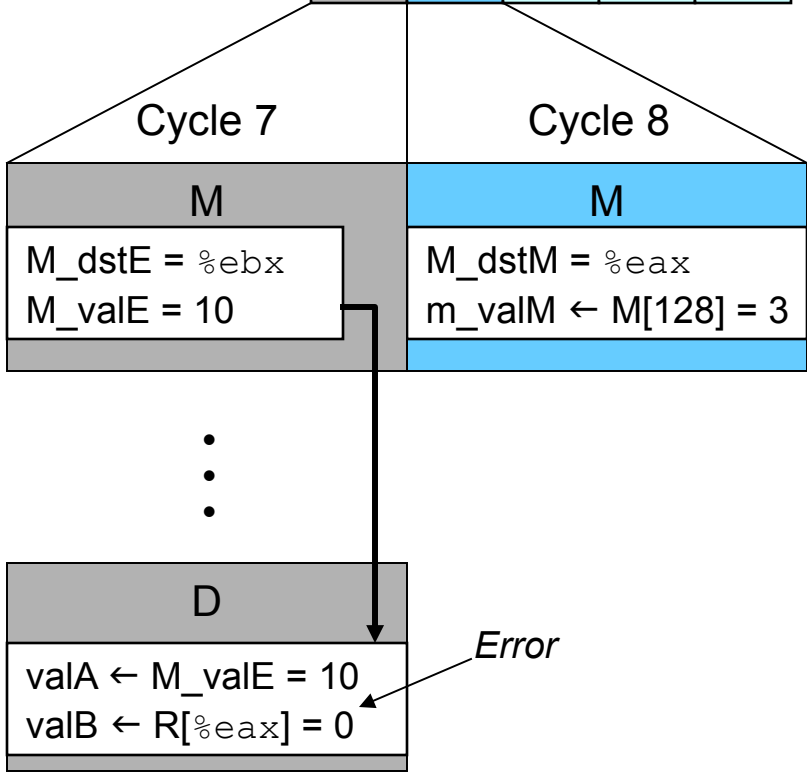 Cycle 7
Cycle 8
M
M
M_dstE = %ebx
M_valE = 10
M_dstM = %eax
m_valM ← M[128] = 3
D
Error
valA ← M_valE = 10
valB ← R[%eax] = 0